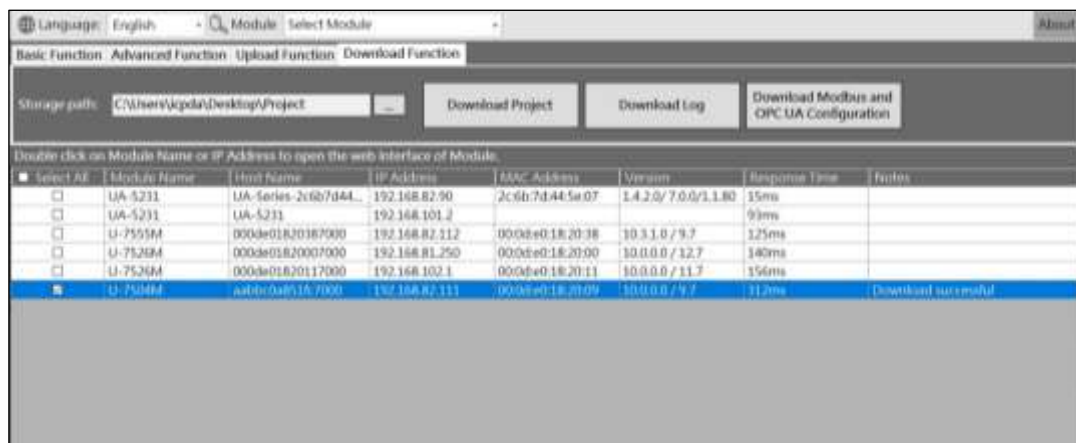 Language: English Module Select Module About
Basic Function Advanced Function Upload Function Download Function
Storage path: C:\Users\icpda\Desktop\Project ... Download Project Download Log Download Modbus and
OPC UA Configuration
Double click on Module Name or IP Address to open the web interface of Module.
Select All Module Name Host Name IP Address MAC Address Version Response Time Notes
UA-5231 UA-Series-2c6b7d44... 192.168.82.90 2c:6b:7d:44:5e:07 1.4.2.0/ 7.0.0/1.1.80 15ms
UA-5231 UA-5231 192.168.101.2 93ms
U-7555M 000de01820387000 192.168.82.112 00:0d:e0:18:20:38 10.3.1.0 / 9.7 125ms
U-7526M 000de01820007000 192.168.81.250 00:0d:e0:18:20:00 10.0.0.0 / 12.7 140ms
U-7526M 000de01820117000 192.168.102.1 00:0d:e0:18:20:11 10.0.0.0 / 11.7 156ms
U-7504M 192.168.82.111 00:0d:e0:18:20:09 10.0.0.0 / 9.7 312ms Download successful